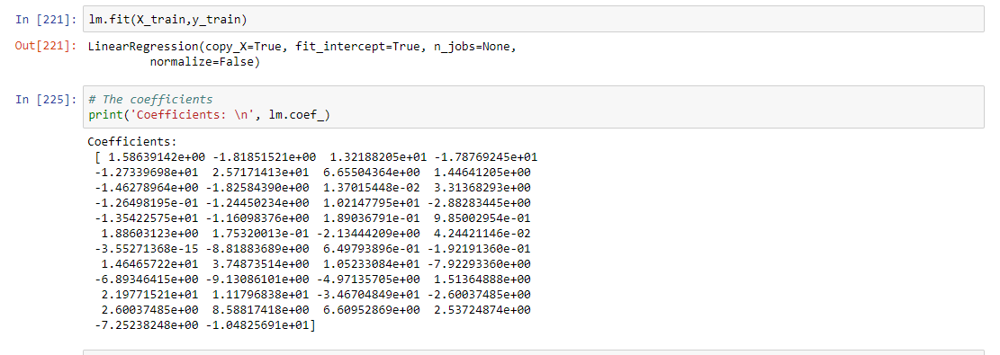 In [221]: lm.fit(X_train,y_train)
Out[221]: LinearRegression(copy_X=True, fit_intercept=True, n_jobs=None,
normalize=False)
In [225]: # The coefficients
print('Coefficients: \n', lm.coef_)
Coefficients:
[ 1.58639142e+00 -1.81851521e+00 1.32188205e+01 -1.78769245e+01
-1.27339698e+01 2.57171413e+01 6.65504364e+00 1.44641205e+00
-1.46278964e+00 -1.82584390e+00 1.37015448e-02 3.31368293e+00
-1.26498195e-01 -1.24450234e+00 1.02147795e+01 -2.88283445e+00
-1.35422575e+01 -1.16098376e+00 1.89036791e-01 9.85002954e-01
1.88603123e+00 1.75320013e-01 -2.13444209e+00 4.24421146e-02
-3.55271368e-15 -8.81883689e+00 6.49793896e-01 -1.92191360e-01
1.46465722e+01 3.74873514e+00 1.05233084e+01 -7.92293360e+00
-6.89346415e+00 -9.13086101e+00 -4.97135705e+00 1.51364888e+00
2.19771521e+01 1.11796838e+01 -3.46704849e+01 -2.60037485e+00
2.60037485e+00 8.58817418e+00 6.60952869e+00 2.53724874e+00
-7.25238248e+00 -1.04825691e+01]